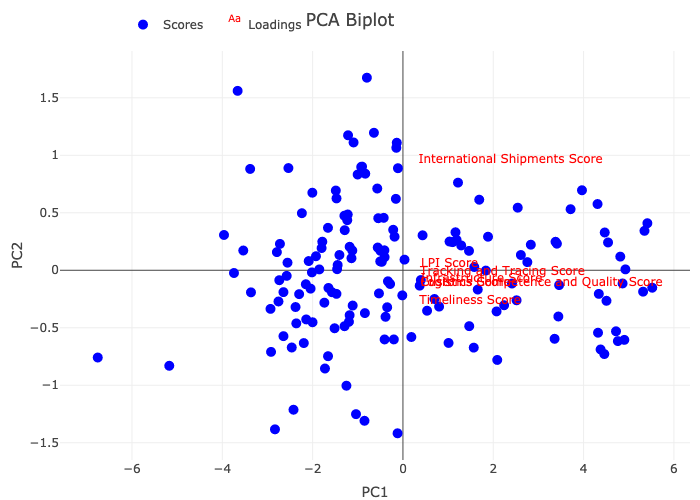 PCA Biplot
Scores
Aa Loadings
1.5
1
0.5
0
−0.5
−1
−1.5
PC2
International Shipments Score
LPI Score
Tracking and Tracing Score
Infrastructure Score
Logistics Competence and Quality Score
Timeliness Score
−6 −4 −2 0 2 4 6
PC1